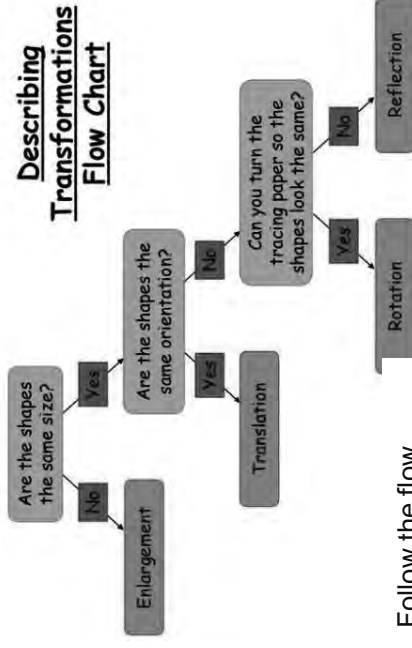 Describing
Transformations
Flow Chart
Are the shapes
the same size?
No
Yes
Enlargement
Are the shapes the
same orientation?
Yes
No
Translation
Can you turn the
tracing paper so the
shapes look the same?
Yes
No
Rotation
Reflection
Follow the flow